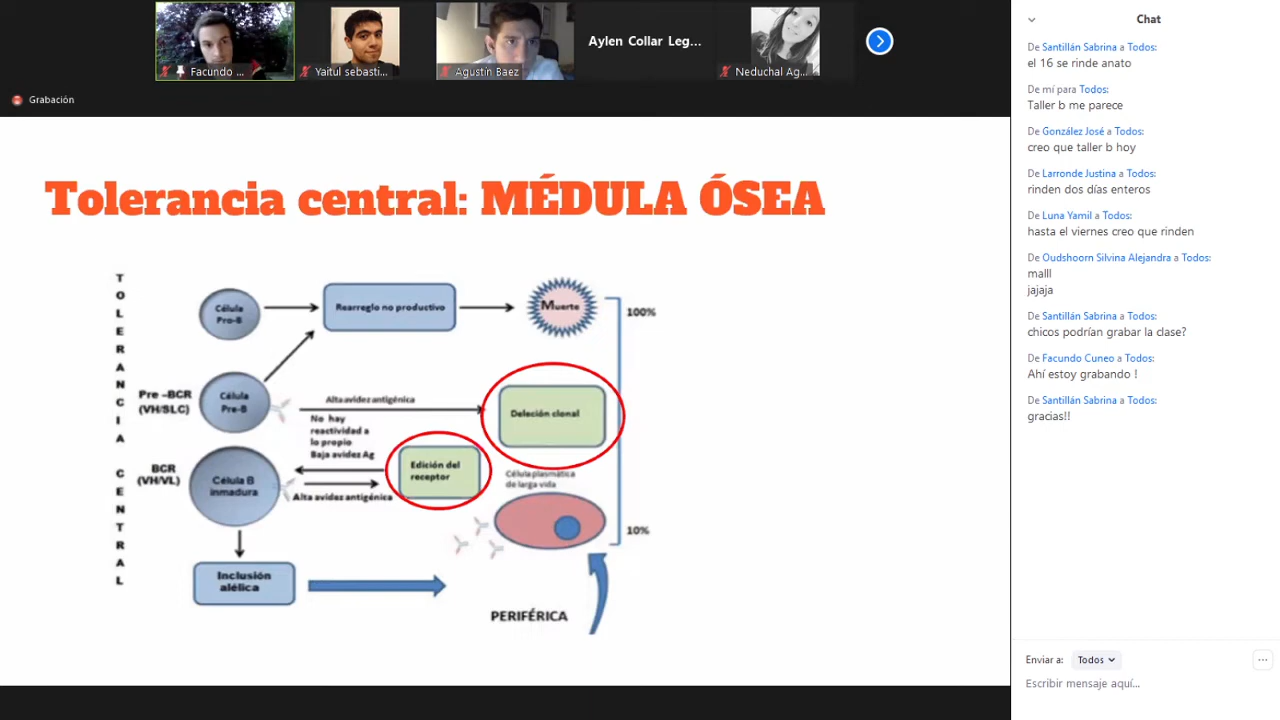 Facundo ...
Yaitul sebasti...
Agustín Baez
Aylen Collar Leg...
Neduchal Ag...
Grabación
Tolerancia central: MÉDULA ÓSEA
TOLERANCIA CENTRAL
Célula
Pro-B
Rearreglo no productivo
Muerte
100%
Pre –BCR
(VH/SLC)
Célula
Pre-B
Alta avidez antigénica
No hay
reactividad a
lo propio
Baja avidez Ag
Deleción clonal
BCR
(VH/VL)
Célula B
inmadura
Edición del
receptor
Alta avidez antigénica
Célula plasmática
de larga vida
10%
Inclusión
alélica
PERIFÉRICA
Chat
De Santillán Sabrina a Todos:
el 16 se rinde anato
De mí para Todos:
Taller b me parece
De González José a Todos:
creo que taller b hoy
De Larronde Justina a Todos:
rinden dos días enteros
De Luna Yamil a Todos:
hasta el viernes creo que rinden
De Oudshoorn Silvina Alejandra a Todos:
malll
jajaja
De Santillán Sabrina a Todos:
chicos podrían grabar la clase?
De Facundo Cuneo a Todos:
Ahí estoy grabando !
De Santillán Sabrina a Todos:
gracias!!
Enviar a: Todos
Escribir mensaje aquí...